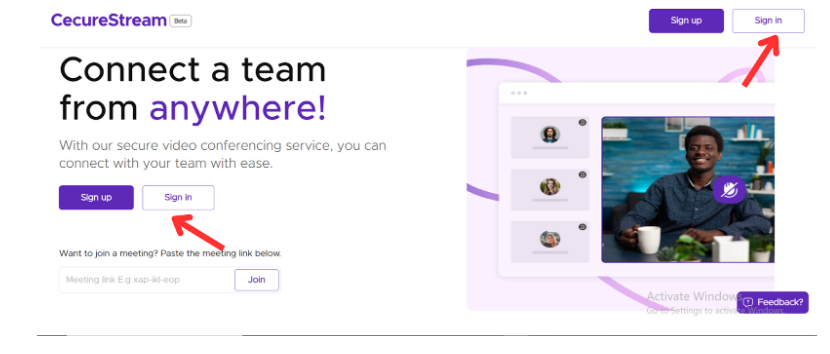 CecureStream Beta
Sign up
Sign in
Connect a team
from anywhere!
With our secure video conferencing service, you can
connect with your team with ease.
Sign up
Sign in
Want to join a meeting? Paste the meeting link below.
Meeting link E.g xap-ikl-eop
Join
Activate Windows
Go to Settings to activate Windows.
Feedback?